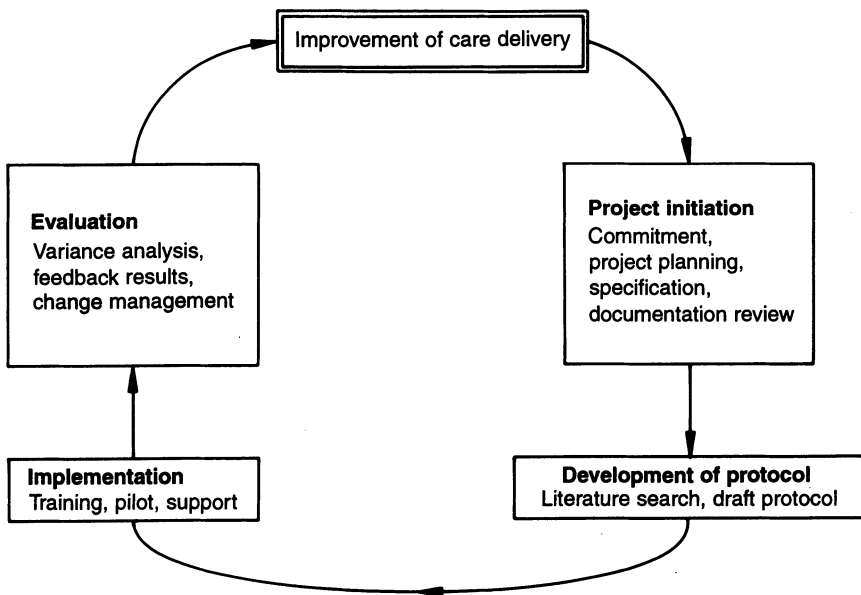 Improvement of care delivery
Project initiation
Commitment,
project planning,
specification,
documentation review
Development of protocol
Literature search, draft protocol
Implementation
Training, pilot, support
Evaluation
Variance analysis,
feedback results,
change management